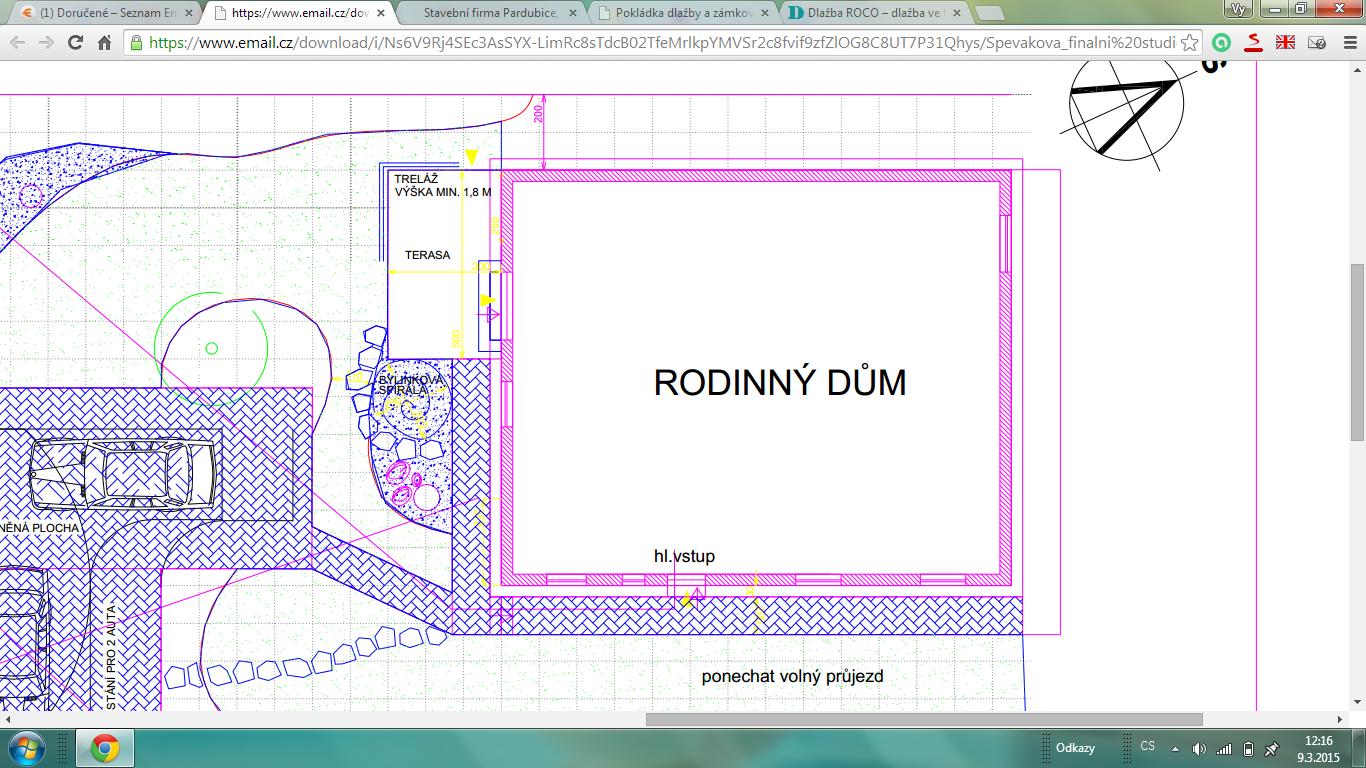 (1) Doručené – Seznam Em
https://www.email.cz/dow
Stavební firma Pardubice,
Pokládka dlažby a zámkov
Dlažba ROCO – dlažba ve
Vy
https://www.email.cz/download/i/Ns6V9Rj4SEc3AsSYX-LimRc8sTdcB02TfeMrlkpYMVSr2c8fvif9zfZlOG8C8UT7P31Qhys/Spevakova_finalni%20studi
200
TRELÁŽ
VÝŠKA MIN. 1,8 M
200
TERASA
300
500
BYLINKOVÁ
SPIRÁLA
RODINNÝ DŮM
NĚNÁ PLOCHA
hl.vstup
STÁNÍ PRO 2 AUTA
ponechat volný průjezd
Odkazy
CS
12:16
9.3.2015